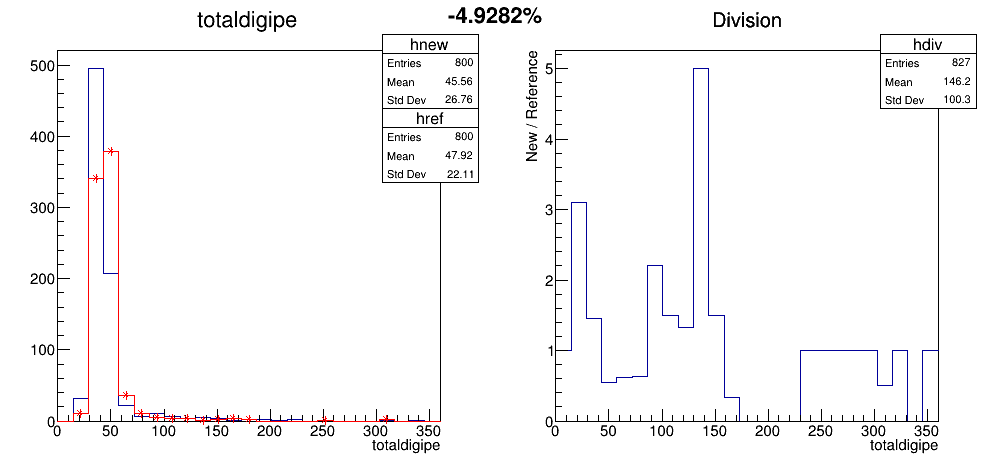 -4.9282%
totaldigipe
hnew
Entries 800
Mean 45.56
Std Dev 26.76
href
Entries 800
Mean 47.92
Std Dev 22.11
500
400
300
200
100
0
0 50 100 150 200 250 300 350
totaldigipe
Division
hdiv
Entries 827
Mean 146.2
Std Dev 100.3
New / Reference
5
4
3
2
1
0
0 50 100 150 200 250 300 350
totaldigipe